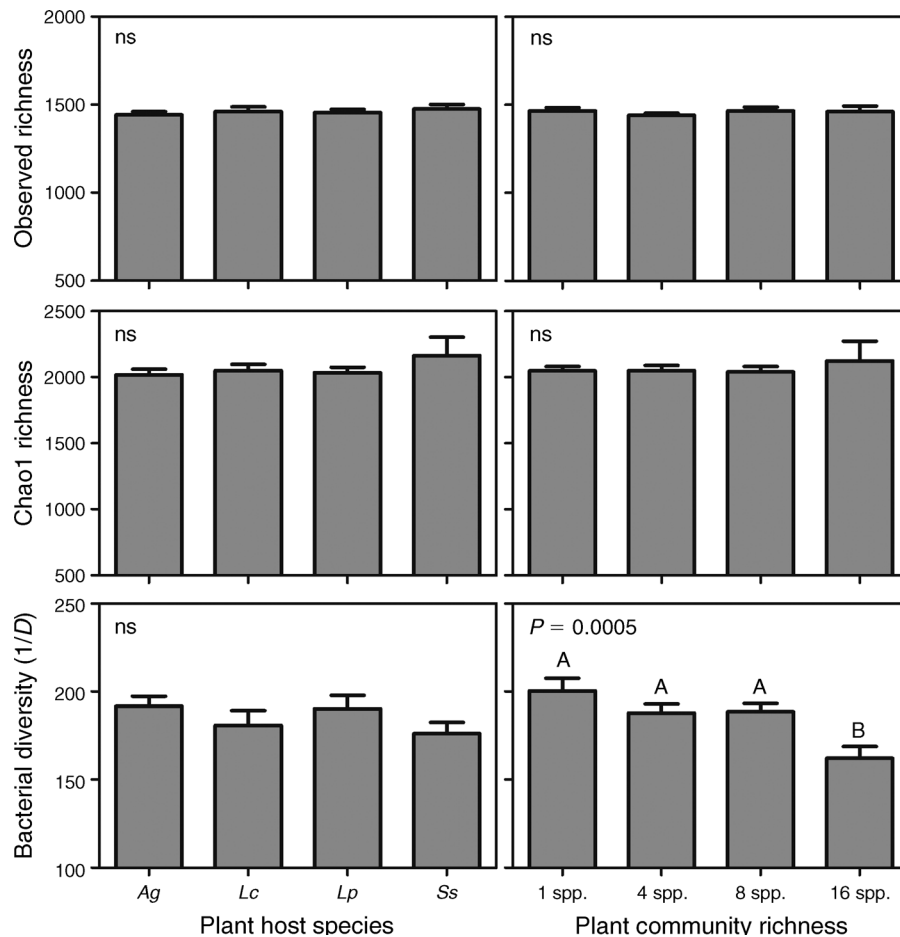 Observed richness
2000
1500
1000
500
ns
ns
Chao1 richness
2500
2000
1500
1000
500
ns
ns
Bacterial diversity (1/D)
250
200
150
100
ns
P = 0.0005
A
A
A
B
Ag Lc Lp Ss
1 spp. 4 spp. 8 spp. 16 spp.
Plant host species
Plant community richness